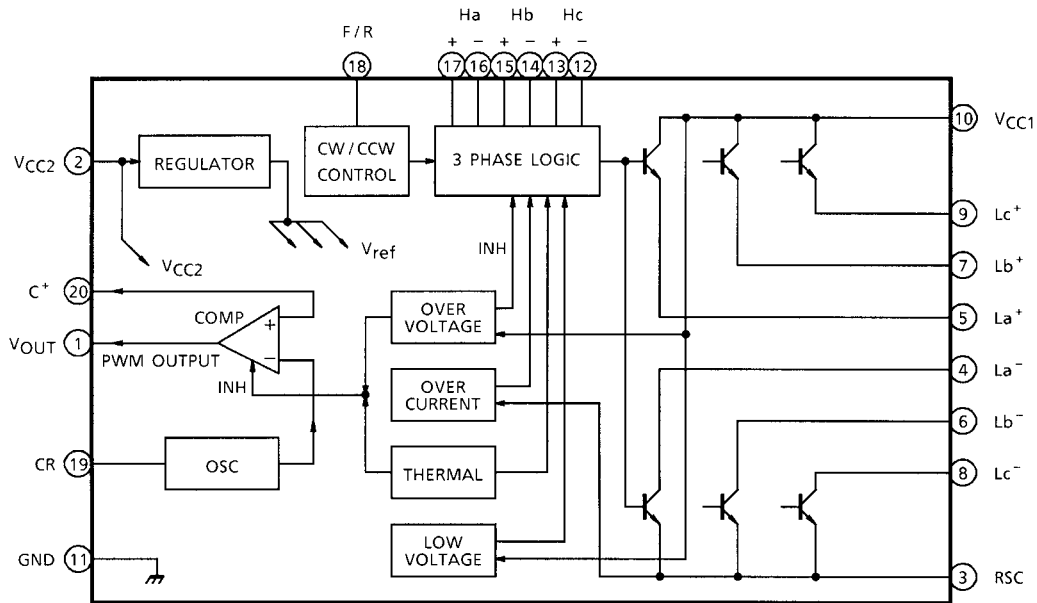 Ha Hb Hc
F / R + − + − + −
18 17 16 15 14 13 12
10 VCC1
VCC2 2 REGULATOR
CW / CCW
CONTROL
3 PHASE LOGIC
9 Lc+
Vref
INH
VCC2
7 Lb+
C+ 20
COMP
+
OVER
VOLTAGE
5 La+
VOUT 1
−
PWM OUTPUT
INH
4 La−
OVER
CURRENT
6 Lb−
CR 19 OSC
THERMAL
8 Lc−
LOW
VOLTAGE
GND 11
3 RSC